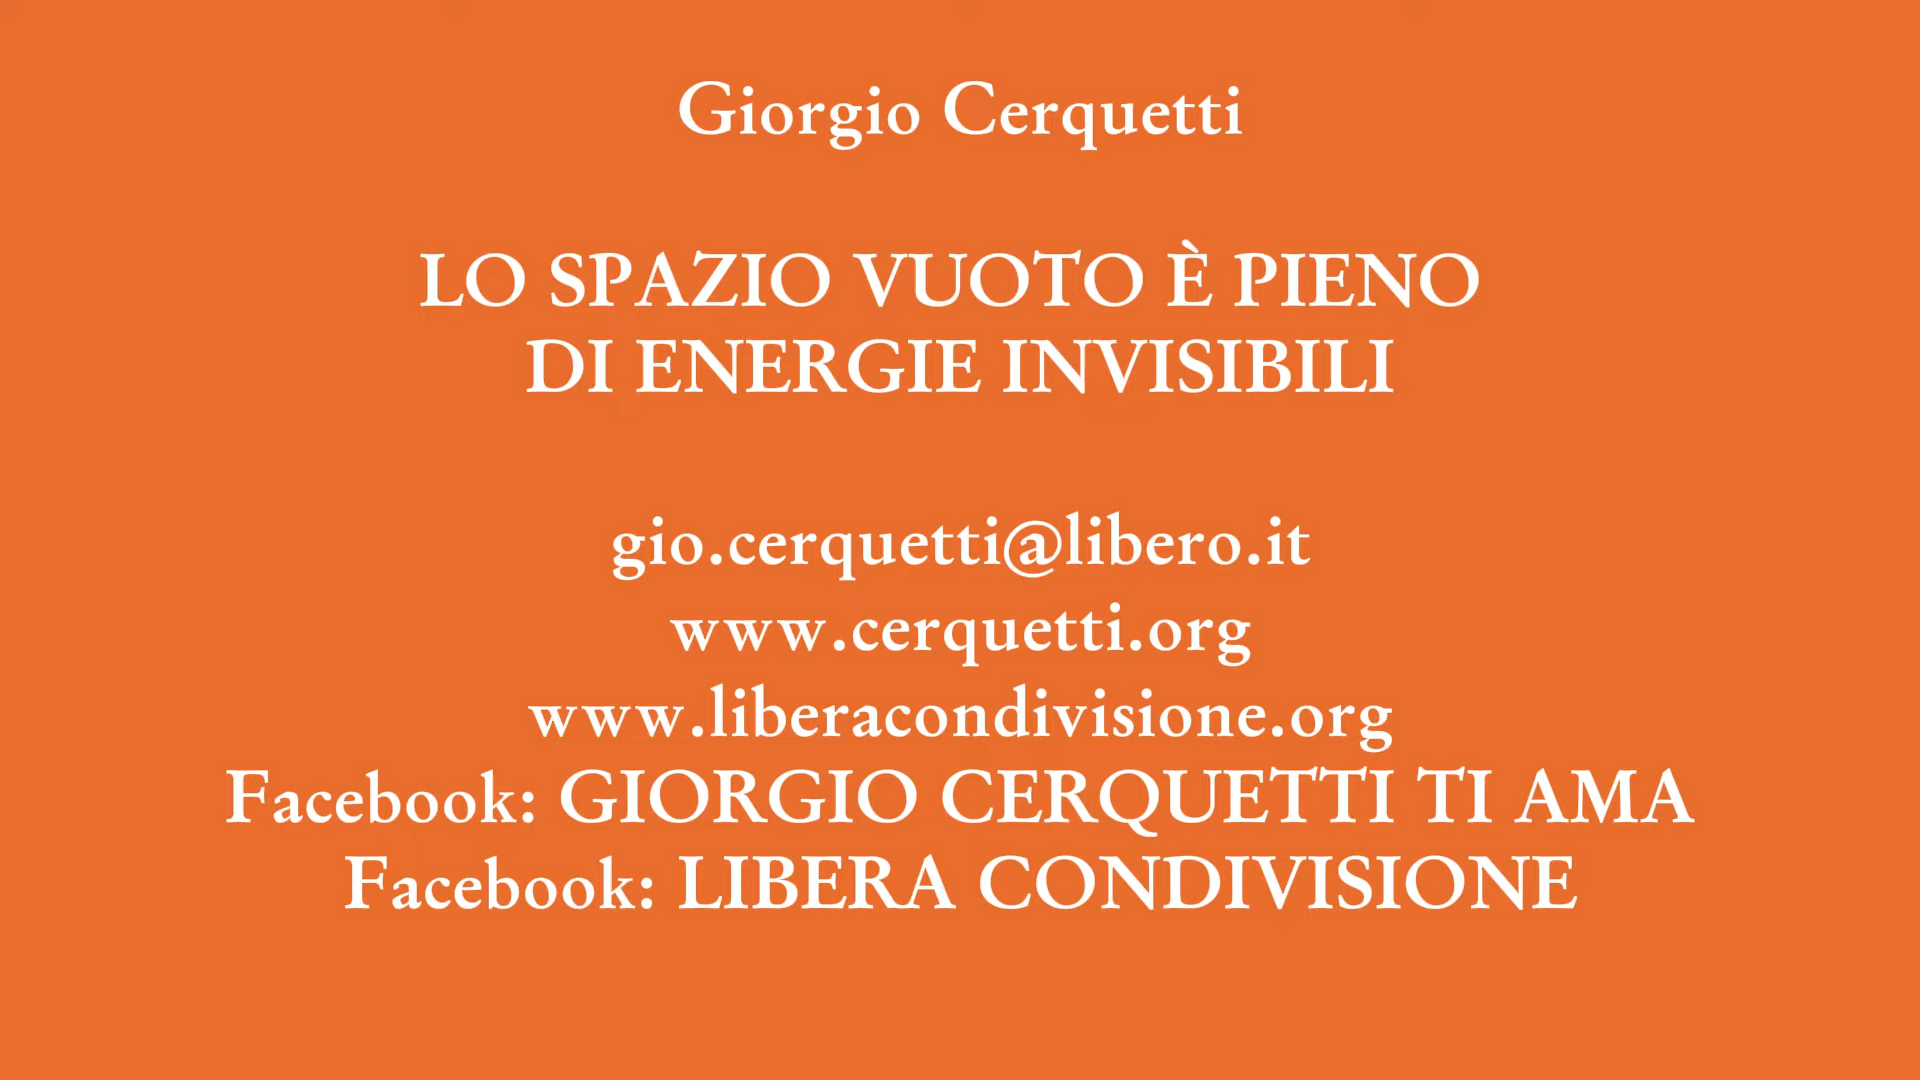 Giorgio Cerquetti
LO SPAZIO VUOTO È PIENO
DI ENERGIE INVISIBILI
gio.cerquetti@libero.it
www.cerquetti.org
www.liberacondivisione.org
Facebook: GIORGIO CERQUETTI TI AMA
Facebook: LIBERA CONDIVISIONE